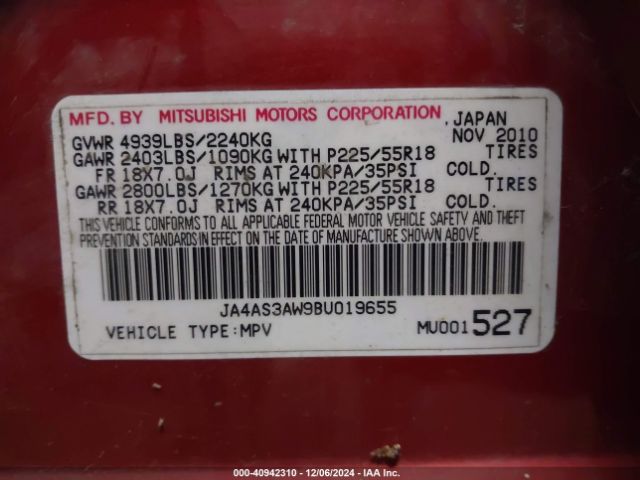 MFD. BY MITSUBISHI MOTORS CORPORATION, JAPAN
GVWR 4939LBS/2240KG NOV 2010
GAWR 2403LBS/1090KG WITH P225/55R18 TIRES
FR 18X7.0J RIMS AT 240KPA/35PSI COLD.
GAWR 2800LBS/1270KG WITH P225/55R18 TIRES
RR 18X7.0J RIMS AT 240KPA/35PSI COLD.
THIS VEHICLE CONFORMS TO ALL APPLICABLE FEDERAL MOTOR VEHICLE SAFETY AND THEFT
PREVENTION STANDARDS IN EFFECT ON THE DATE OF MANUFACTURE SHOWN ABOVE.
JA4AS3AW9BU019655
VEHICLE TYPE:MPV MU001527
000-40942310 - 12/06/2024 - IAA Inc.